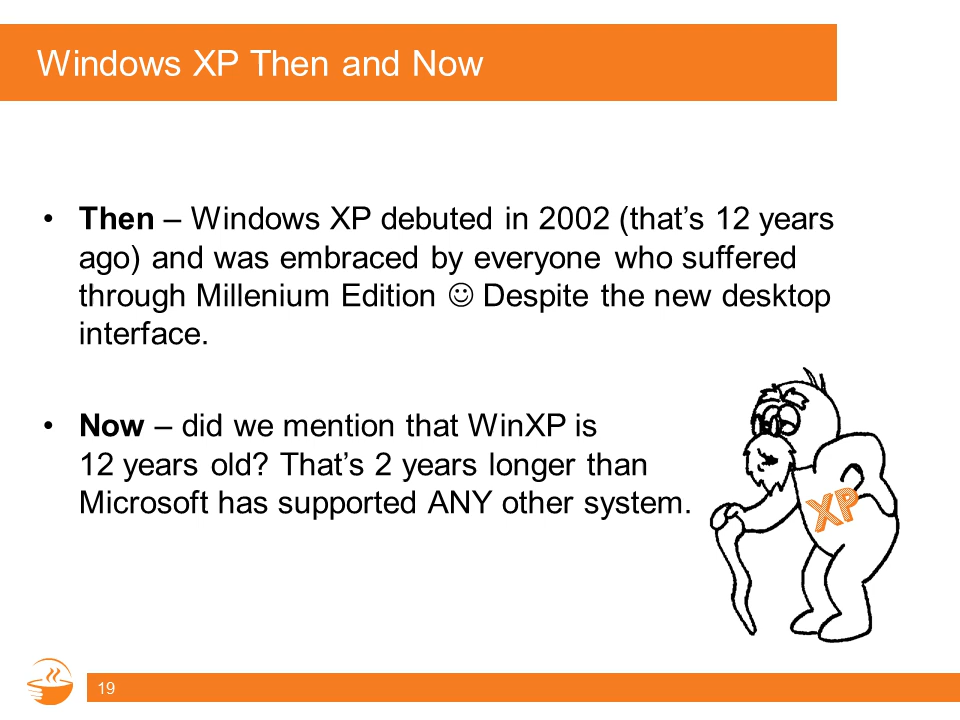 Windows XP Then and Now
• Then – Windows XP debuted in 2002 (that’s 12 years
ago) and was embraced by everyone who suffered
through Millenium Edition ☺ Despite the new desktop
interface.
• Now – did we mention that WinXP is
12 years old? That’s 2 years longer than
Microsoft has supported ANY other system.
XP
19